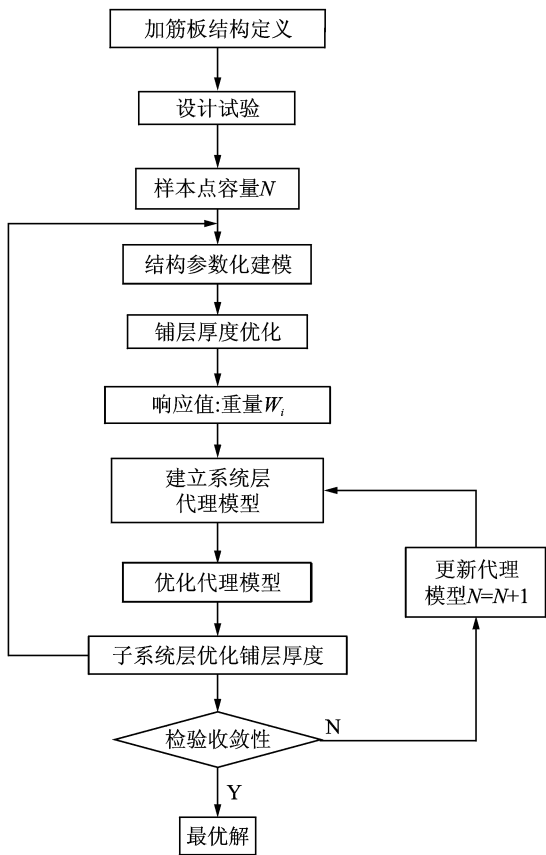 加筋板结构定义
设计试验
样本点容量N
结构参数化建模
铺层厚度优化
响应值:重量Wi
建立系统层
代理模型
优化代理模型
更新代理
模型N=N+1
子系统层优化铺层厚度
检验收敛性
N
Y
最优解